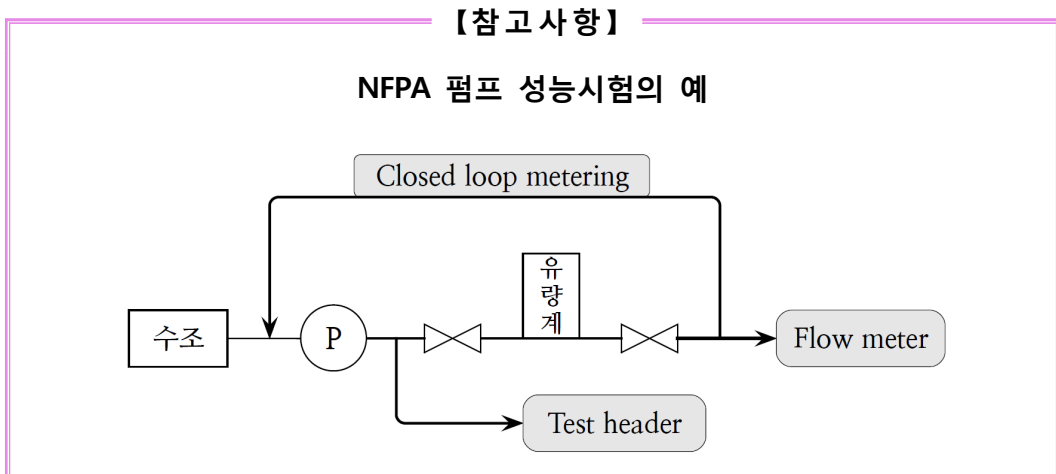 【참고사항】
NFPA 펌프 성능시험의 예
Closed loop metering
유
량
계
수조
P
Flow meter
Test header